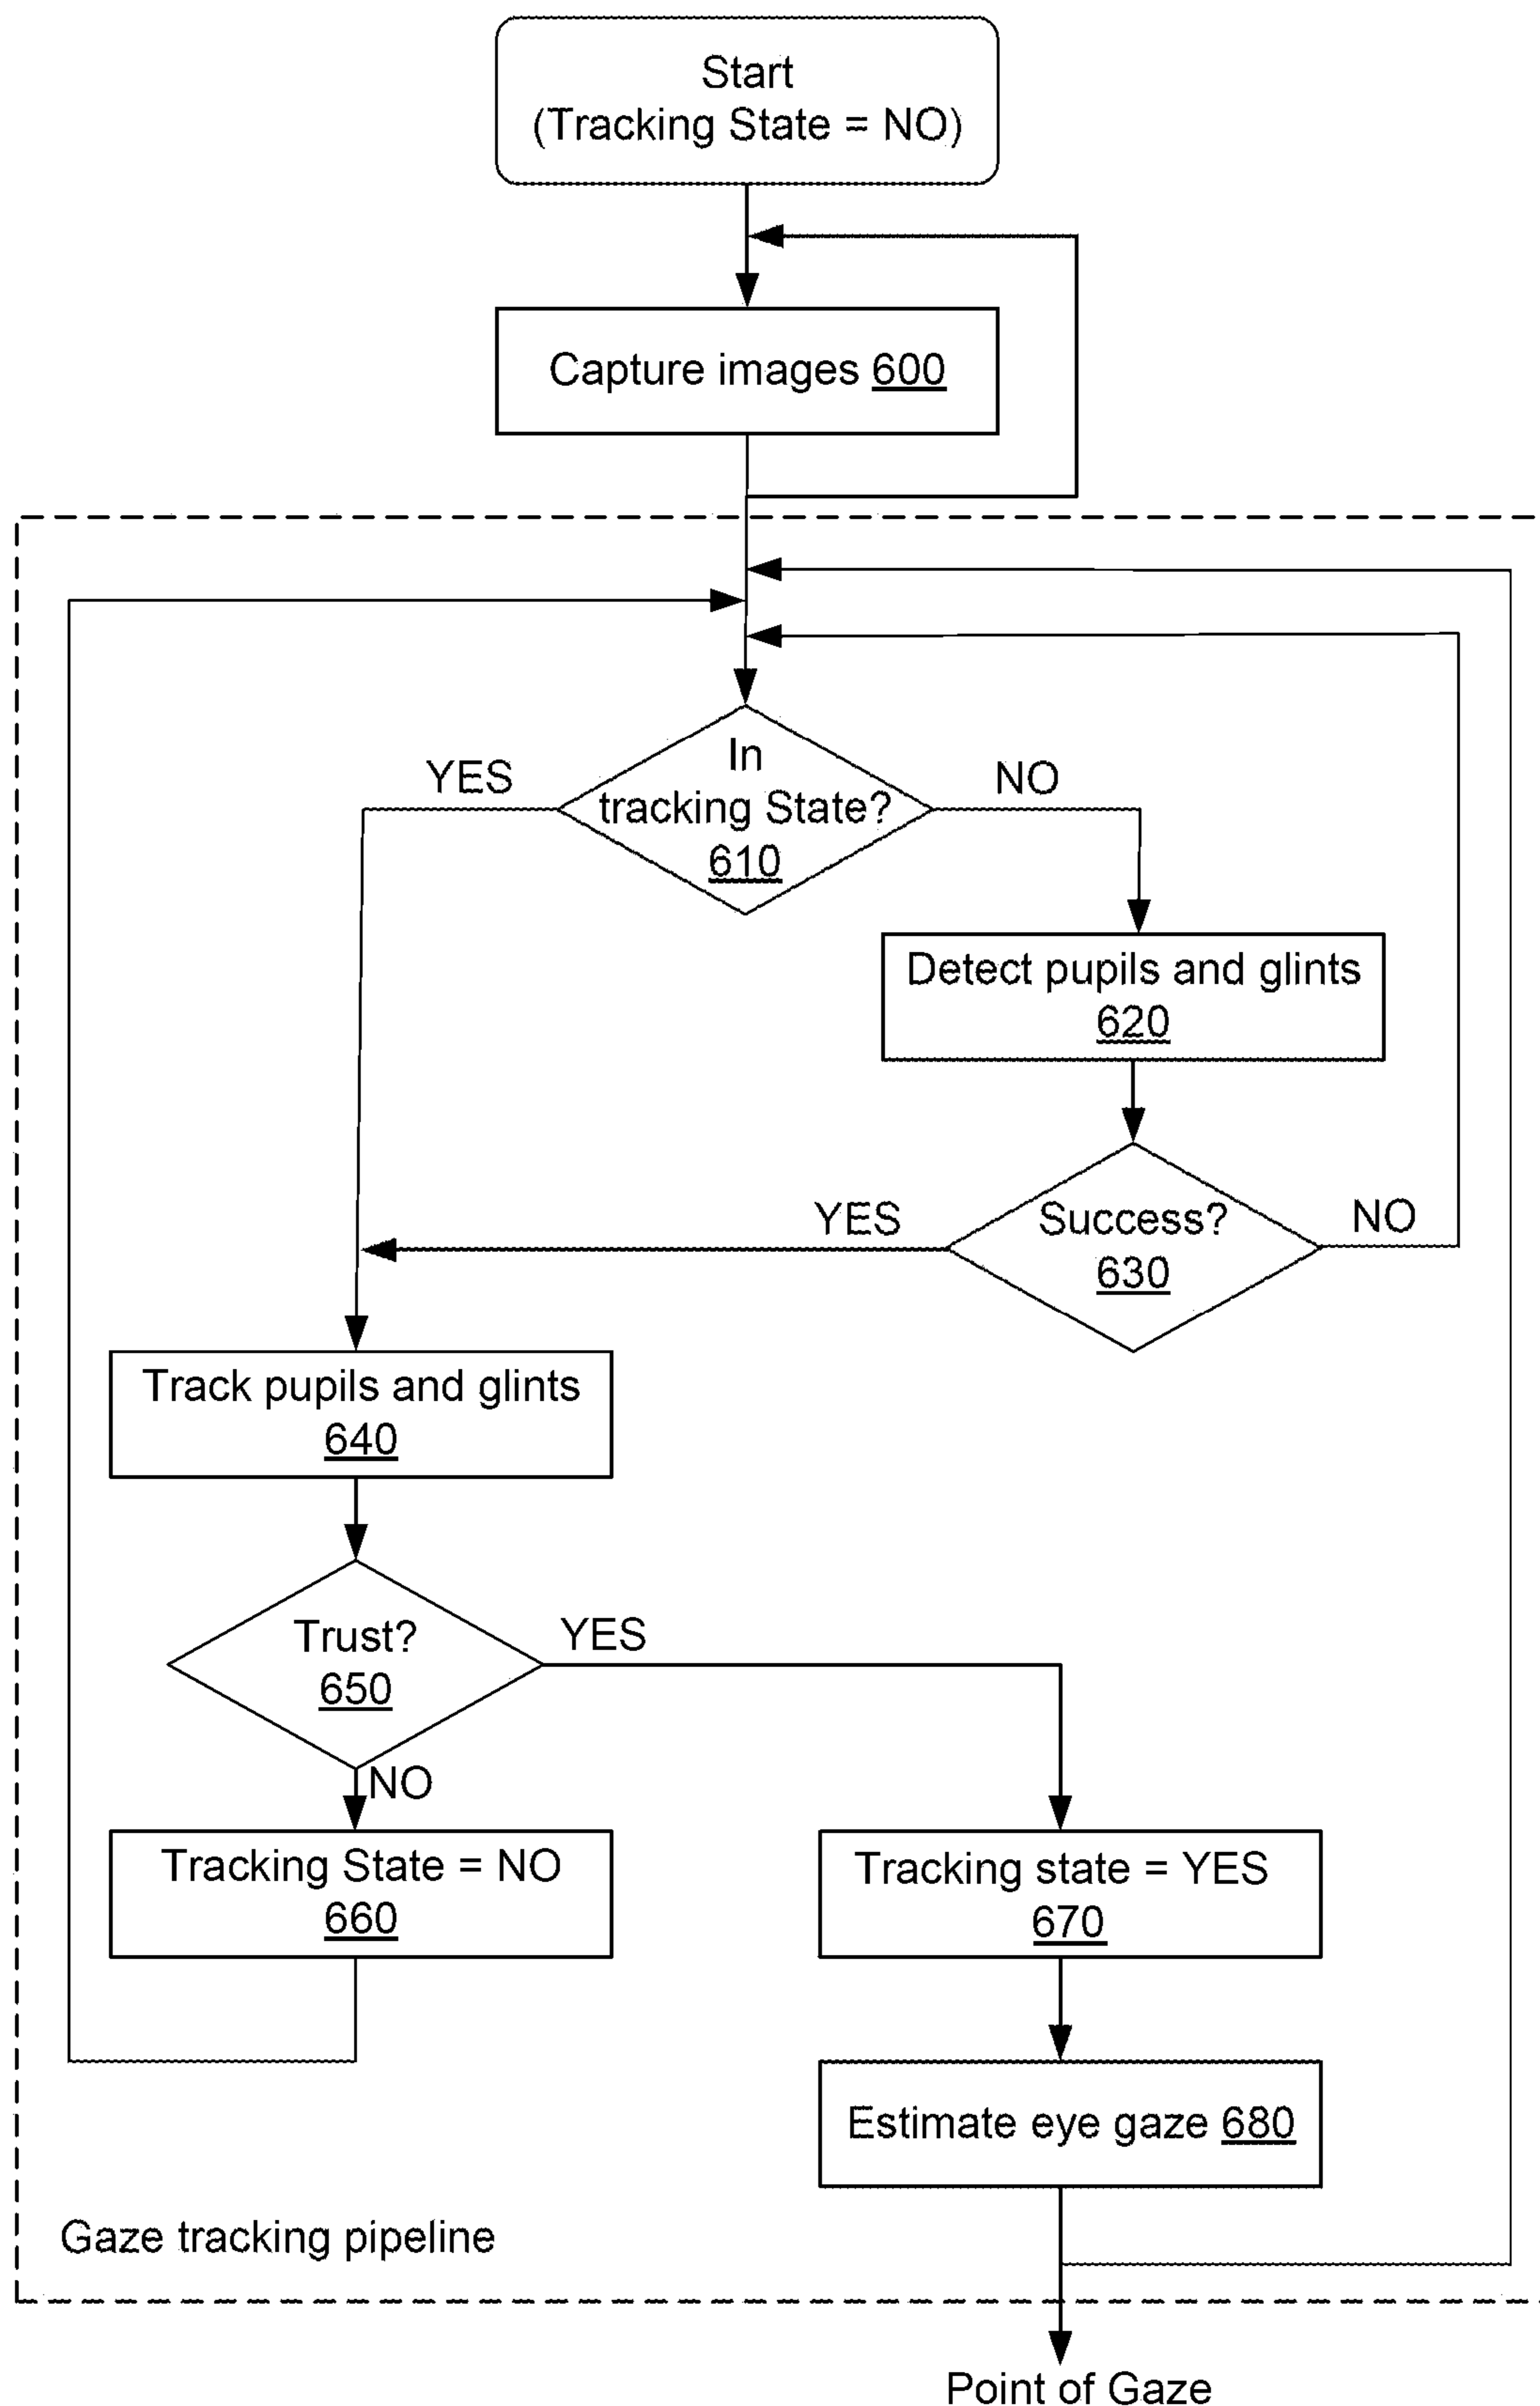 Start
(Tracking State = NO)
Capture images 600
In
tracking State?
610
YES
NO
Detect pupils and glints
620
Success?
630
YES
NO
Track pupils and glints
640
Trust?
650
YES
NO
Tracking State = NO
660
Tracking state = YES
670
Estimate eye gaze 680
Gaze tracking pipeline
Point of Gaze